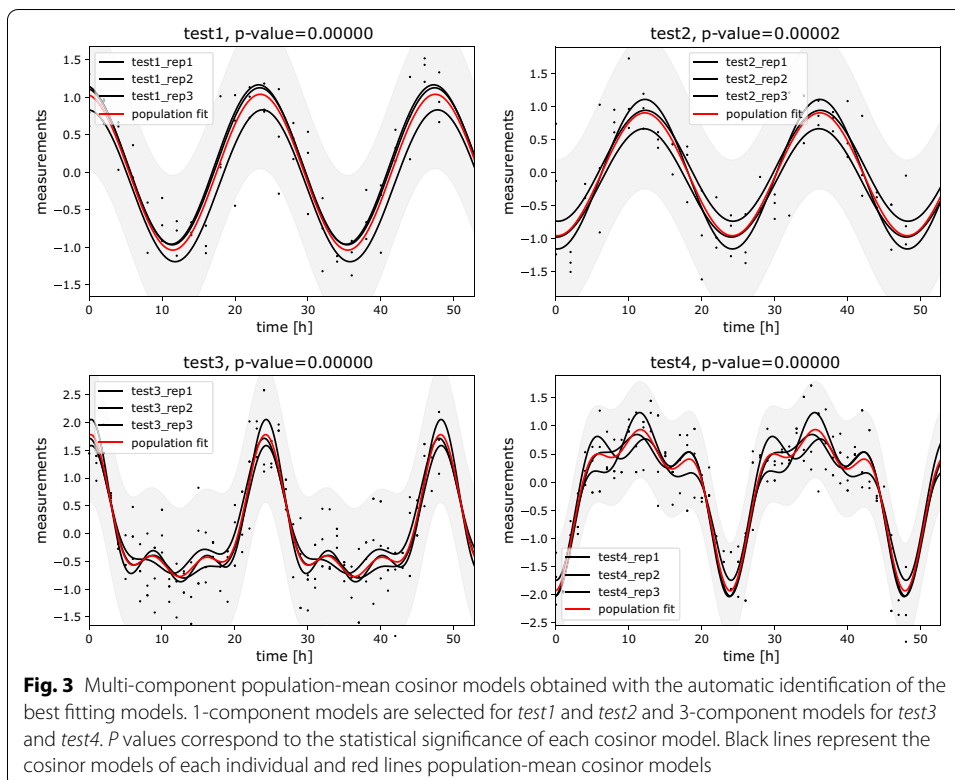 test1, p-value=0.00000
test1_rep1
test1_rep2
test1_rep3
population fit
measurements
1.5
1.0
0.5
0.0
−0.5
−1.0
−1.5
0 10 20 30 40 50
time [h]
test2, p-value=0.00002
test2_rep1
test2_rep2
test2_rep3
population fit
measurements
1.5
1.0
0.5
0.0
−0.5
−1.0
−1.5
0 10 20 30 40 50
time [h]
test3, p-value=0.00000
test3_rep1
test3_rep2
test3_rep3
population fit
measurements
2.5
2.0
1.5
1.0
0.5
0.0
−0.5
−1.0
−1.5
0 10 20 30 40 50
time [h]
test4, p-value=0.00000
test4_rep1
test4_rep2
test4_rep3
population fit
measurements
1.5
1.0
0.5
0.0
−0.5
−1.0
−1.5
−2.0
−2.5
0 10 20 30 40 50
time [h]
Fig. 3 Multi-component population-mean cosinor models obtained with the automatic identification of the
best fitting models. 1-component models are selected for test1 and test2 and 3-component models for test3
and test4. P values correspond to the statistical significance of each cosinor model. Black lines represent the
cosinor models of each individual and red lines population-mean cosinor models